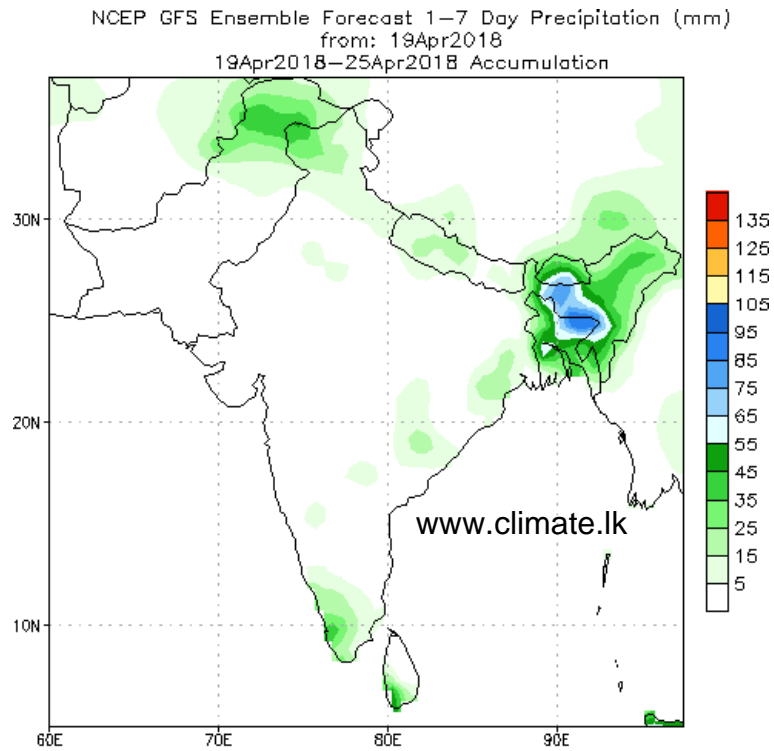 NCEP GFS Ensemble Forecast 1-7 Day Precipitation (mm)
from: 19Apr2018
19Apr2018-25Apr2018 Accumulation
30N
20N
10N
60E
70E
80E
90E
www.climate.lk
135
125
115
105
95
85
75
65
55
45
35
25
15
5